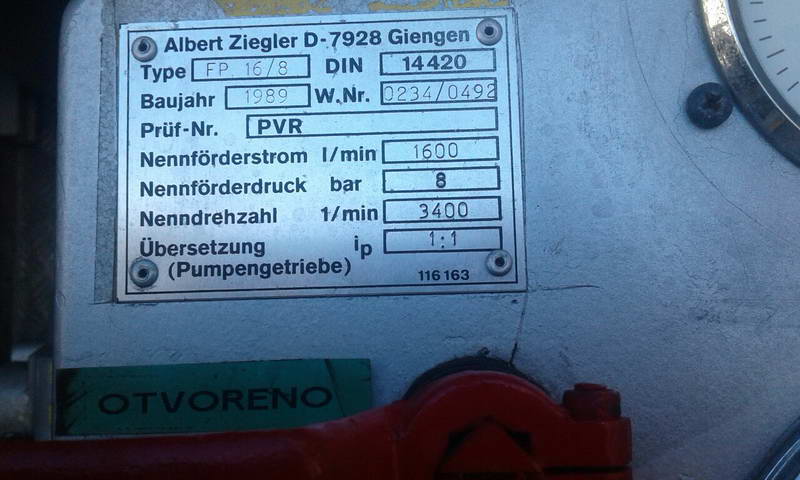 Albert Ziegler D-7928 Giengen
Type FP 16/8 DIN 14420
Baujahr 1989 W.Nr. 0234/0492
Prüf-Nr. PVR
Nennförderstrom l/min 1600
Nennförderdruck bar 8
Nenndrehzahl 1/min 3400
Übersetzung ip 1:1
(Pumpengetriebe) 116 163
OTVORENO